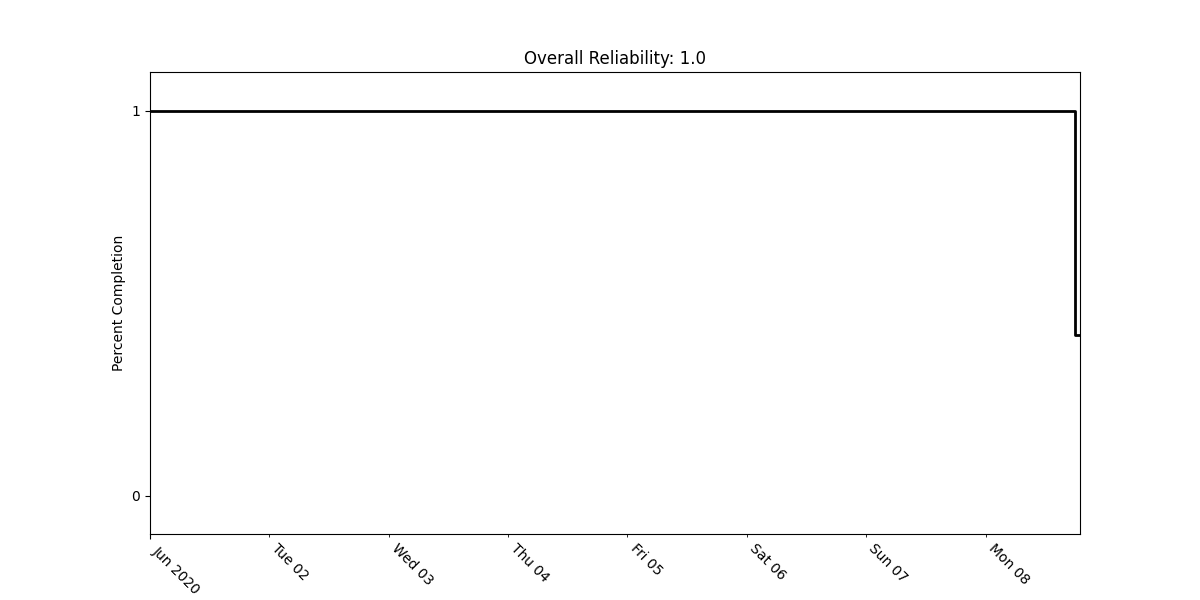 Overall Reliability: 1.0
1
Percent Completion
0
Jun 2020
Tue 02
Wed 03
Thu 04
Fri 05
Sat 06
Sun 07
Mon 08